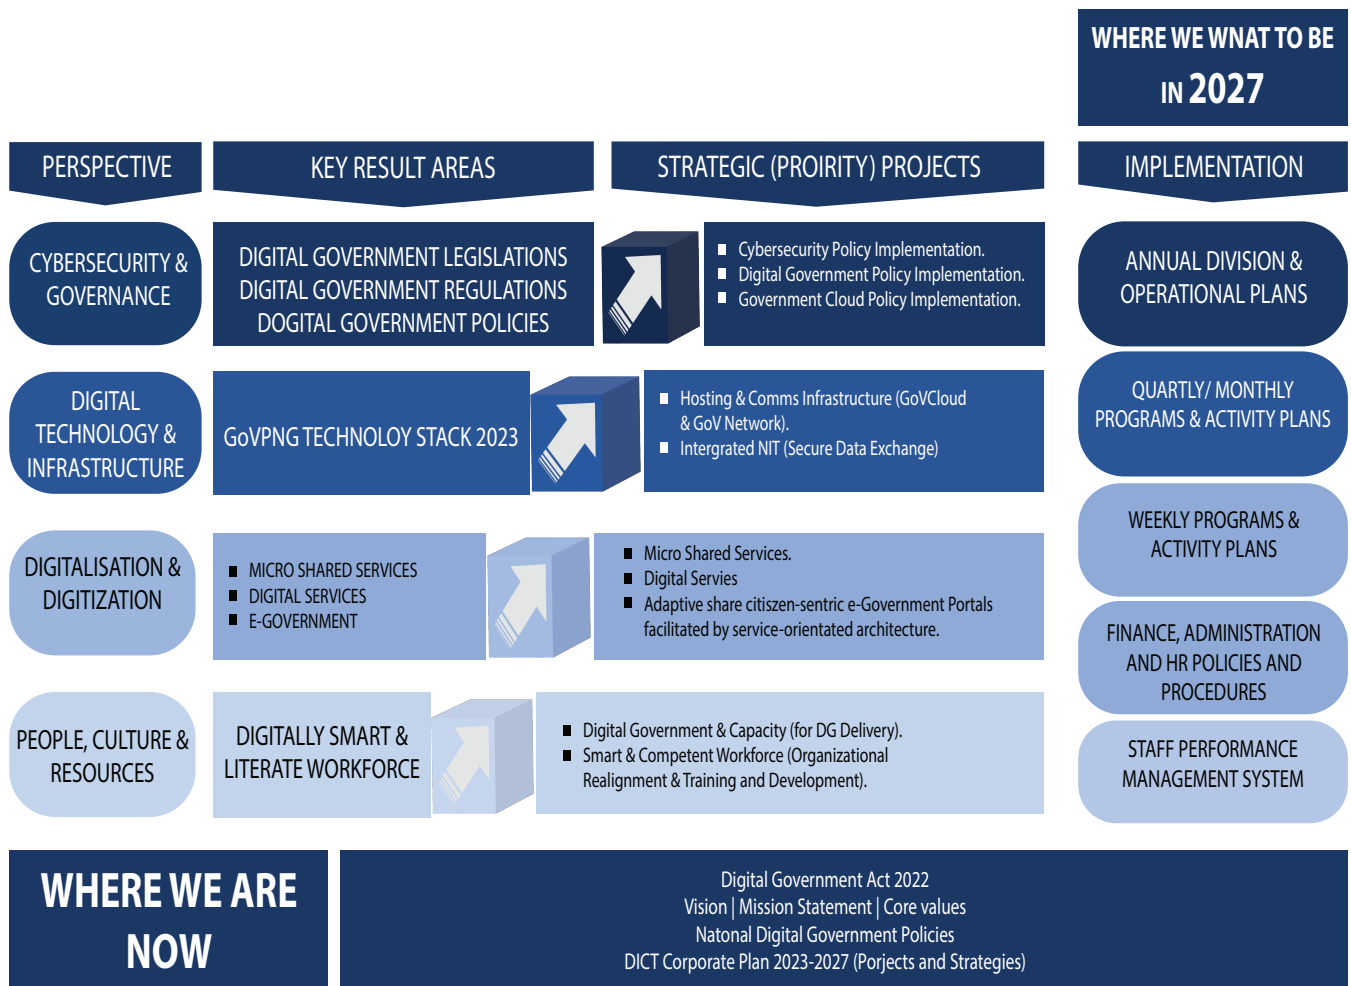 WHERE WE WNAT TO BE
IN 2027
PERSPECTIVE
KEY RESULT AREAS
STRATEGIC (PROIRITY) PROJECTS
IMPLEMENTATION
CYBERSECURITY &
GOVERNANCE
DIGITAL GOVERNMENT LEGISLATIONS
DIGITAL GOVERNMENT REGULATIONS
DOGITAL GOVERNMENT POLICIES
Cybersecurity Policy Implementation.
Digital Government Policy Implementation.
Government Cloud Policy Implementation.
ANNUAL DIVISION &
OPERATIONAL PLANS
DIGITAL
TECHNOLOGY &
INFRASTRUCTURE
GoVPNG TECHNOLOY STACK 2023
Hosting & Comms Infrastructure (GoVCloud
& GoV Network).
Intergrated NIT (Secure Data Exchange)
QUARTLY/ MONTHLY
PROGRAMS & ACTIVITY PLANS
DIGITALISATION &
DIGITIZATION
MICRO SHARED SERVICES
DIGITAL SERVICES
E-GOVERNMENT
Micro Shared Services.
Digital Servies
Adaptive share citiszen-sentric e-Government Portals
facilitated by service-orientated architecture.
WEEKLY PROGRAMS &
ACTIVITY PLANS
FINANCE, ADMINISTRATION
AND HR POLICIES AND
PROCEDURES
PEOPLE, CULTURE &
RESOURCES
DIGITALLY SMART &
LITERATE WORKFORCE
Digital Government & Capacity (for DG Delivery).
Smart & Competent Workforce (Organizational
Realignment & Training and Development).
STAFF PERFORMANCE
MANAGEMENT SYSTEM
WHERE WE ARE
NOW
Digital Government Act 2022
Vision | Mission Statement | Core values
Natonal Digital Government Policies
DICT Corporate Plan 2023-2027 (Porjects and Strategies)